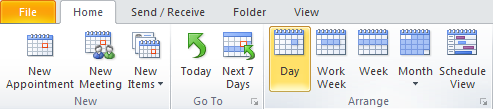 File Home Send / Receive Folder View
New Appointment New Meeting New Items Today Next 7 Days Day Work Week Week Month Schedule View
New Go To Arrange